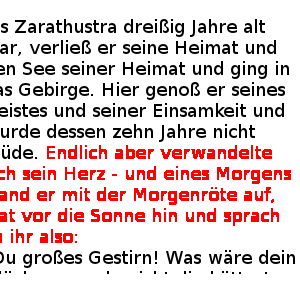 s Zarathustra dreißig Jahre alt
ar, verließ er seine Heimat und
en See seiner Heimat und ging in
as Gebirge. Hier genoß er seines
eistes und seiner Einsamkeit und
urde dessen zehn Jahre nicht
üde. Endlich aber verwandelte
ch sein Herz - und eines Morgens
and er mit der Morgenröte auf,
at vor die Sonne hin und sprach
u ihr also:
Du großes Gestirn! Was wäre dein